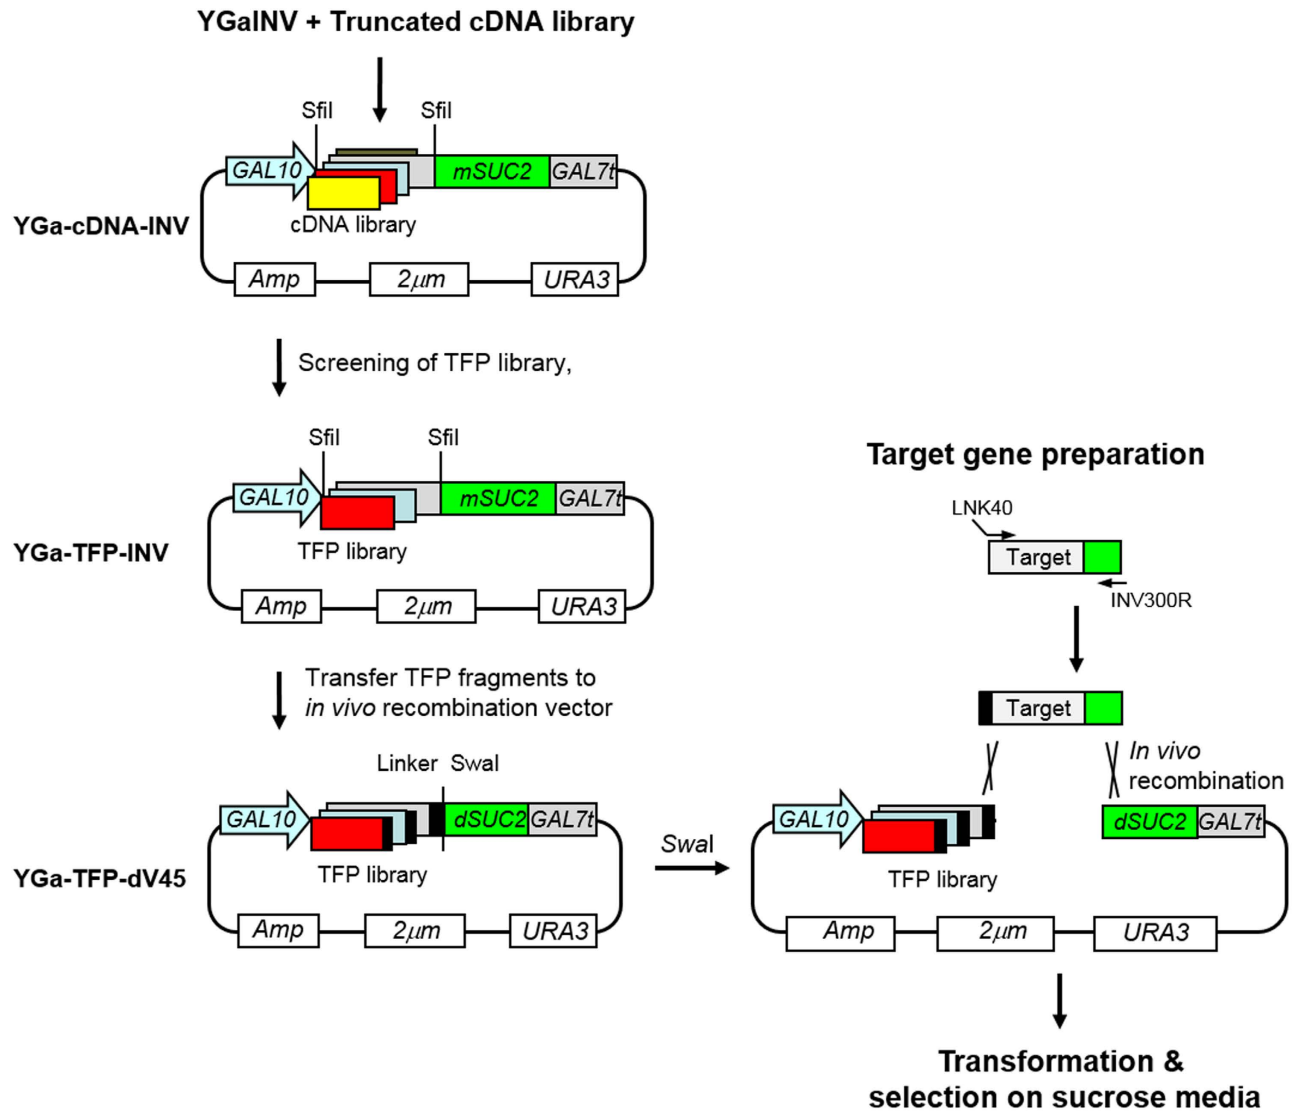 YGaINV + Truncated cDNA library
SfiI SfiI
GAL10 mSUC2 GAL7t
cDNA library
YGa-cDNA-INV
Amp 2μm URA3
Screening of TFP library,
SfiI SfiI
GAL10 mSUC2 GAL7t
TFP library
YGa-TFP-INV
Amp 2μm URA3
Transfer TFP fragments to
in vivo recombination vector
Linker SwaI
GAL10 dSUC2 GAL7t
TFP library
YGa-TFP-dV45
Amp 2μm URA3
SwaI
Target gene preparation
LNK40
Target
INV300R
Target
In vivo
recombination
GAL10 dSUC2 GAL7t
TFP library
Amp 2μm URA3
Transformation &
selection on sucrose media